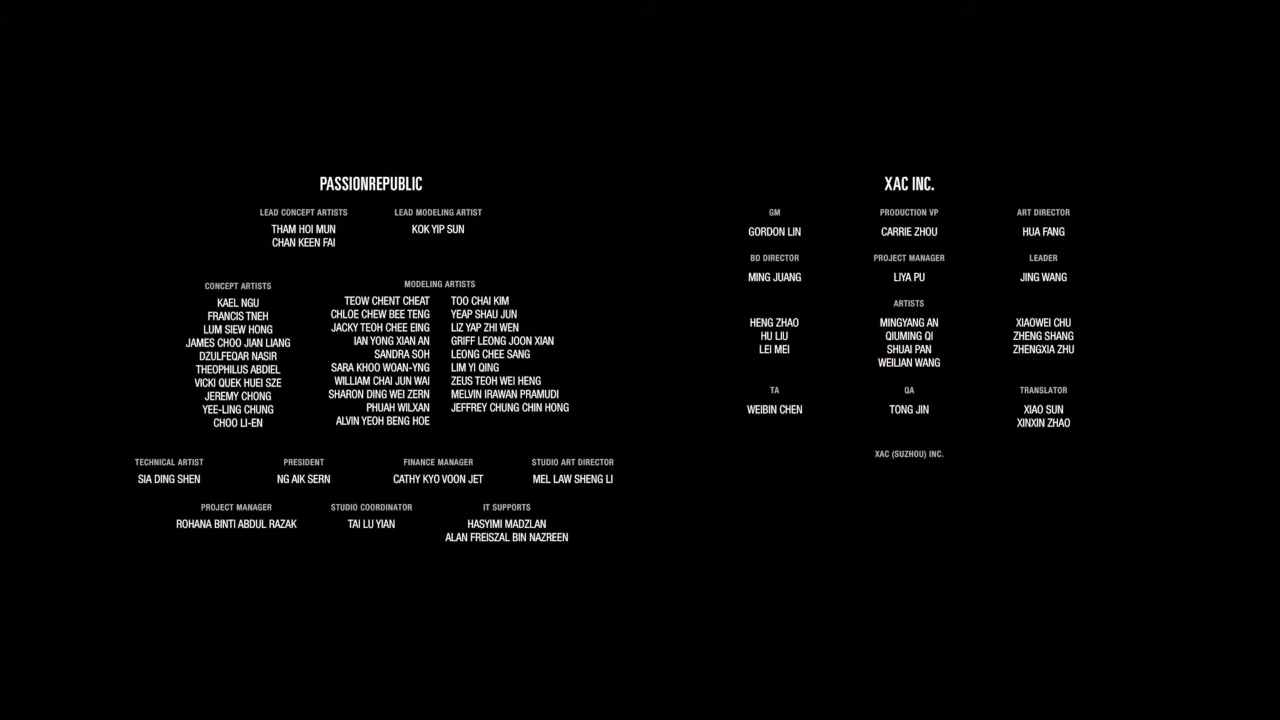 PASSIONREPUBLIC
LEAD CONCEPT ARTISTS
THAM HOI MUN
CHAN KEEN FAI
LEAD MODELING ARTIST
KOK YIP SUN
CONCEPT ARTISTS
KAEL NGU
FRANCIS TNEH
LUM SIEW HONG
JAMES CHOO JIAN LIANG
DZULFEQAR NASIR
THEOPHILUS ABDIEL
VICKI QUEK HUEI SZE
JEREMY CHONG
YEE-LING CHUNG
CHOO LI-EN
MODELING ARTISTS
TEOW CHENT CHEAT
CHLOE CHEW BEE TENG
JACKY TEOH CHEE EING
IAN YONG XIAN AN
SANDRA SOH
SARA KHOO WOAN-YNG
WILLIAM CHAI JUN WAI
SHARON DING WEI ZERN
PHUAH WILXAN
ALVIN YEOH BENG HOE
TOO CHAI KIM
YEAP SHAU JUN
LIZ YAP ZHI WEN
GRIFF LEONG JOON XIAN
LEONG CHEE SANG
LIM YI QING
ZEUS TEOH WEI HENG
MELVIN IRAWAN PRAMUDI
JEFFREY CHUNG CHIN HONG
TECHNICAL ARTIST
SIA DING SHEN
PRESIDENT
NG AIK SERN
FINANCE MANAGER
CATHY KYO VOON JET
STUDIO ART DIRECTOR
MEL LAW SHENG LI
PROJECT MANAGER
ROHANA BINTI ABDUL RAZAK
STUDIO COORDINATOR
TAI LU YIAN
IT SUPPORTS
HASYIMI MADZLAN
ALAN FREISZAL BIN NAZREEN
XAC INC.
GM
GORDON LIN
PRODUCTION VP
CARRIE ZHOU
ART DIRECTOR
HUA FANG
BD DIRECTOR
MING JUANG
PROJECT MANAGER
LIYA PU
LEADER
JING WANG
ARTISTS
HENG ZHAO
HU LIU
LEI MEI
MINGYANG AN
QIUMING QI
SHUAI PAN
WEILIAN WANG
XIAOWEI CHU
ZHENG SHANG
ZHENGXIA ZHU
TA
WEIBIN CHEN
QA
TONG JIN
TRANSLATOR
XIAO SUN
XINXIN ZHAO
XAC (SUZHOU) INC.